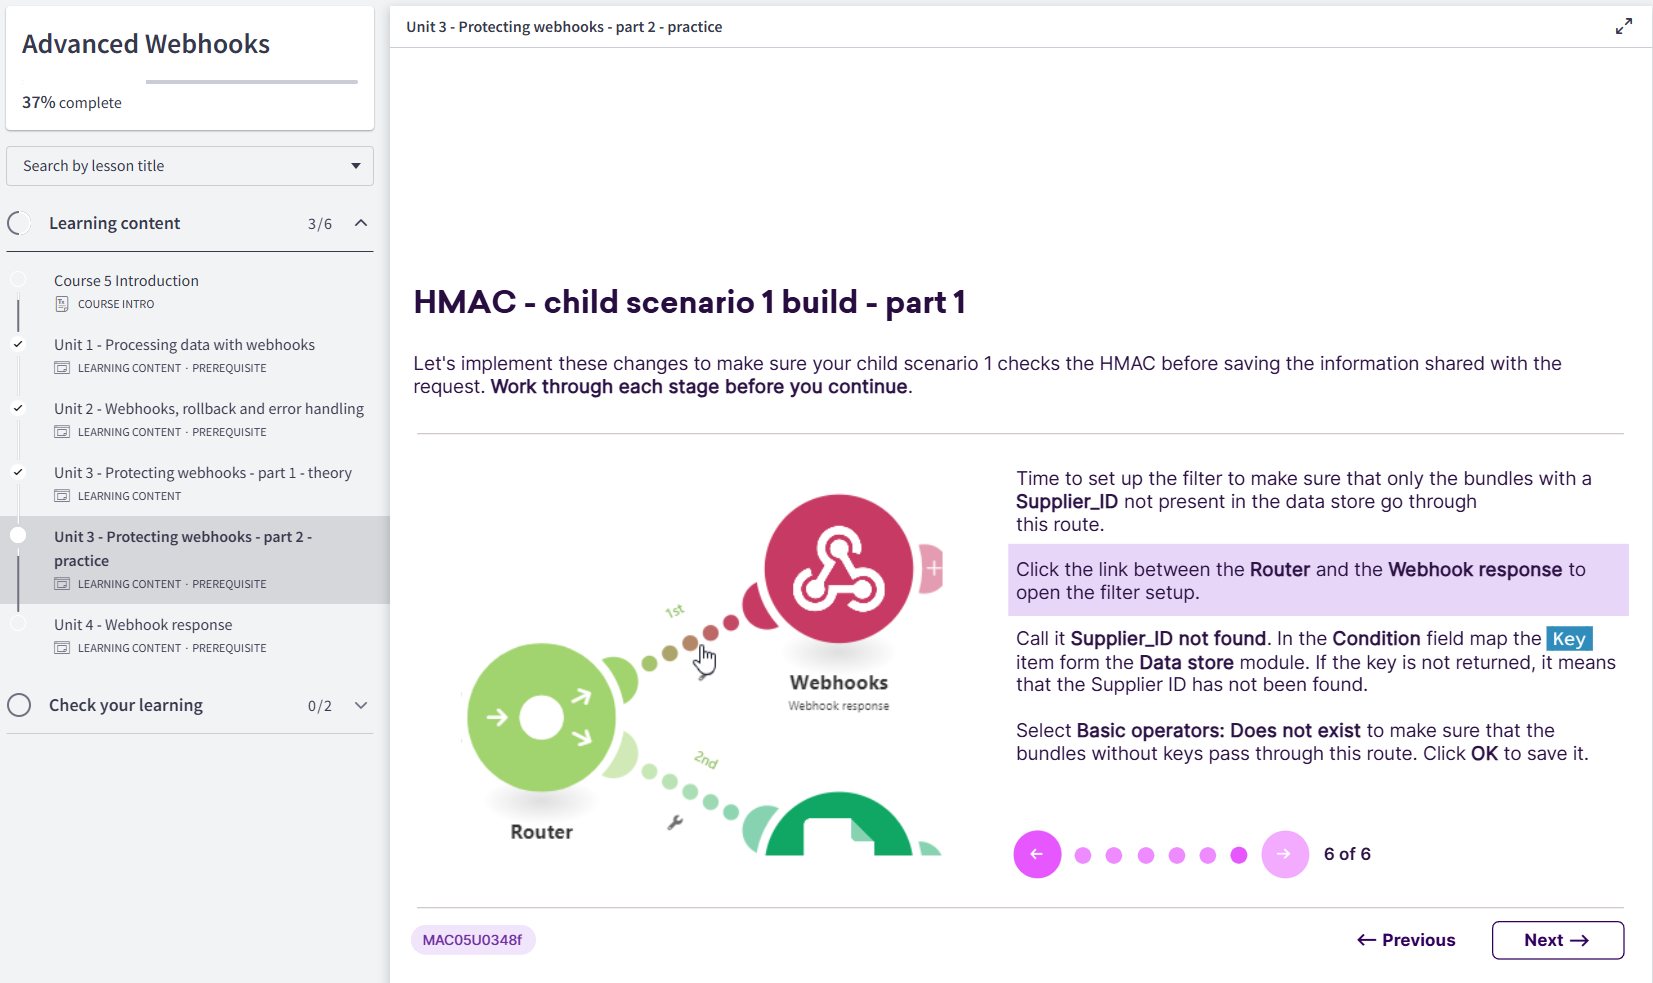 Advanced Webhooks
37% complete
Search by lesson title
Learning content 3/6
Course 5 Introduction
COURSE INTRO
Unit 1 - Processing data with webhooks
LEARNING CONTENT · PREREQUISITE
Unit 2 - Webhooks, rollback and error handling
LEARNING CONTENT · PREREQUISITE
Unit 3 - Protecting webhooks - part 1 - theory
LEARNING CONTENT
Unit 3 - Protecting webhooks - part 2 -
practice
LEARNING CONTENT · PREREQUISITE
Unit 4 - Webhook response
LEARNING CONTENT · PREREQUISITE
Check your learning 0/2
Unit 3 - Protecting webhooks - part 2 - practice
HMAC - child scenario 1 build - part 1
Let's implement these changes to make sure your child scenario 1 checks the HMAC before saving the information shared with the
request. Work through each stage before you continue.
1st
Webhooks
Webhook response
2nd
Router
Time to set up the filter to make sure that only the bundles with a
Supplier_ID not present in the data store go through
this route.
Click the link between the Router and the Webhook response to
open the filter setup.
Call it Supplier_ID not found. In the Condition field map the Key
item form the Data store module. If the key is not returned, it means
that the Supplier ID has not been found.
Select Basic operators: Does not exist to make sure that the
bundles without keys pass through this route. Click OK to save it.
6 of 6
MAC05U0348f
← Previous
Next →